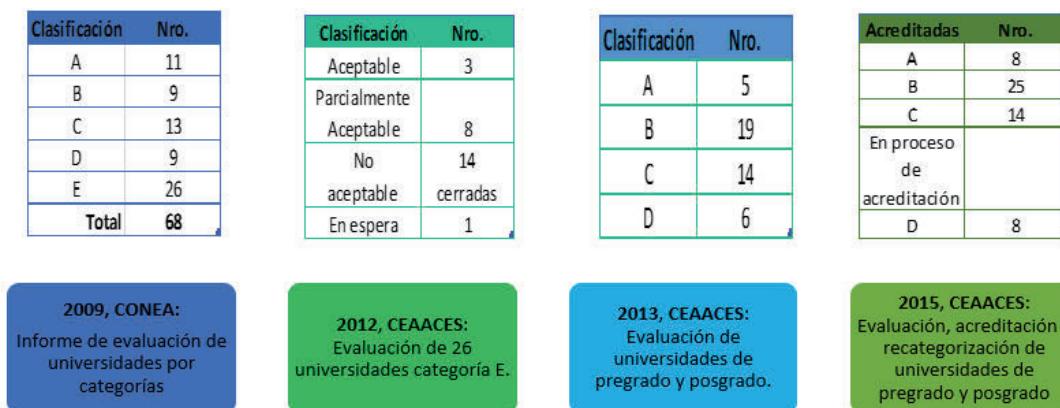 Clasificación Nro.
A 11
B 9
C 13
D 9
E 26
Total 68
Clasificación Nro.
Aceptable 3
Parcialmente
Aceptable 8
No 14
aceptable cerradas
En espera 1
Clasificación Nro.
A 5
B 19
C 14
D 6
Acreditadas Nro.
A 8
B 25
C 14
En proceso
de
acreditación
D 8
2009, CONEA:
Informe de evaluación de
universidades por
categorías
2012, CEAACES:
Evaluación de 26
universidades categoría E.
2013, CEAACES:
Evaluación de
universidades de
pregrado y posgrado.
2015, CEAACES:
Evaluación, acreditación
recategorización de
universidades de
pregrado y posgrado